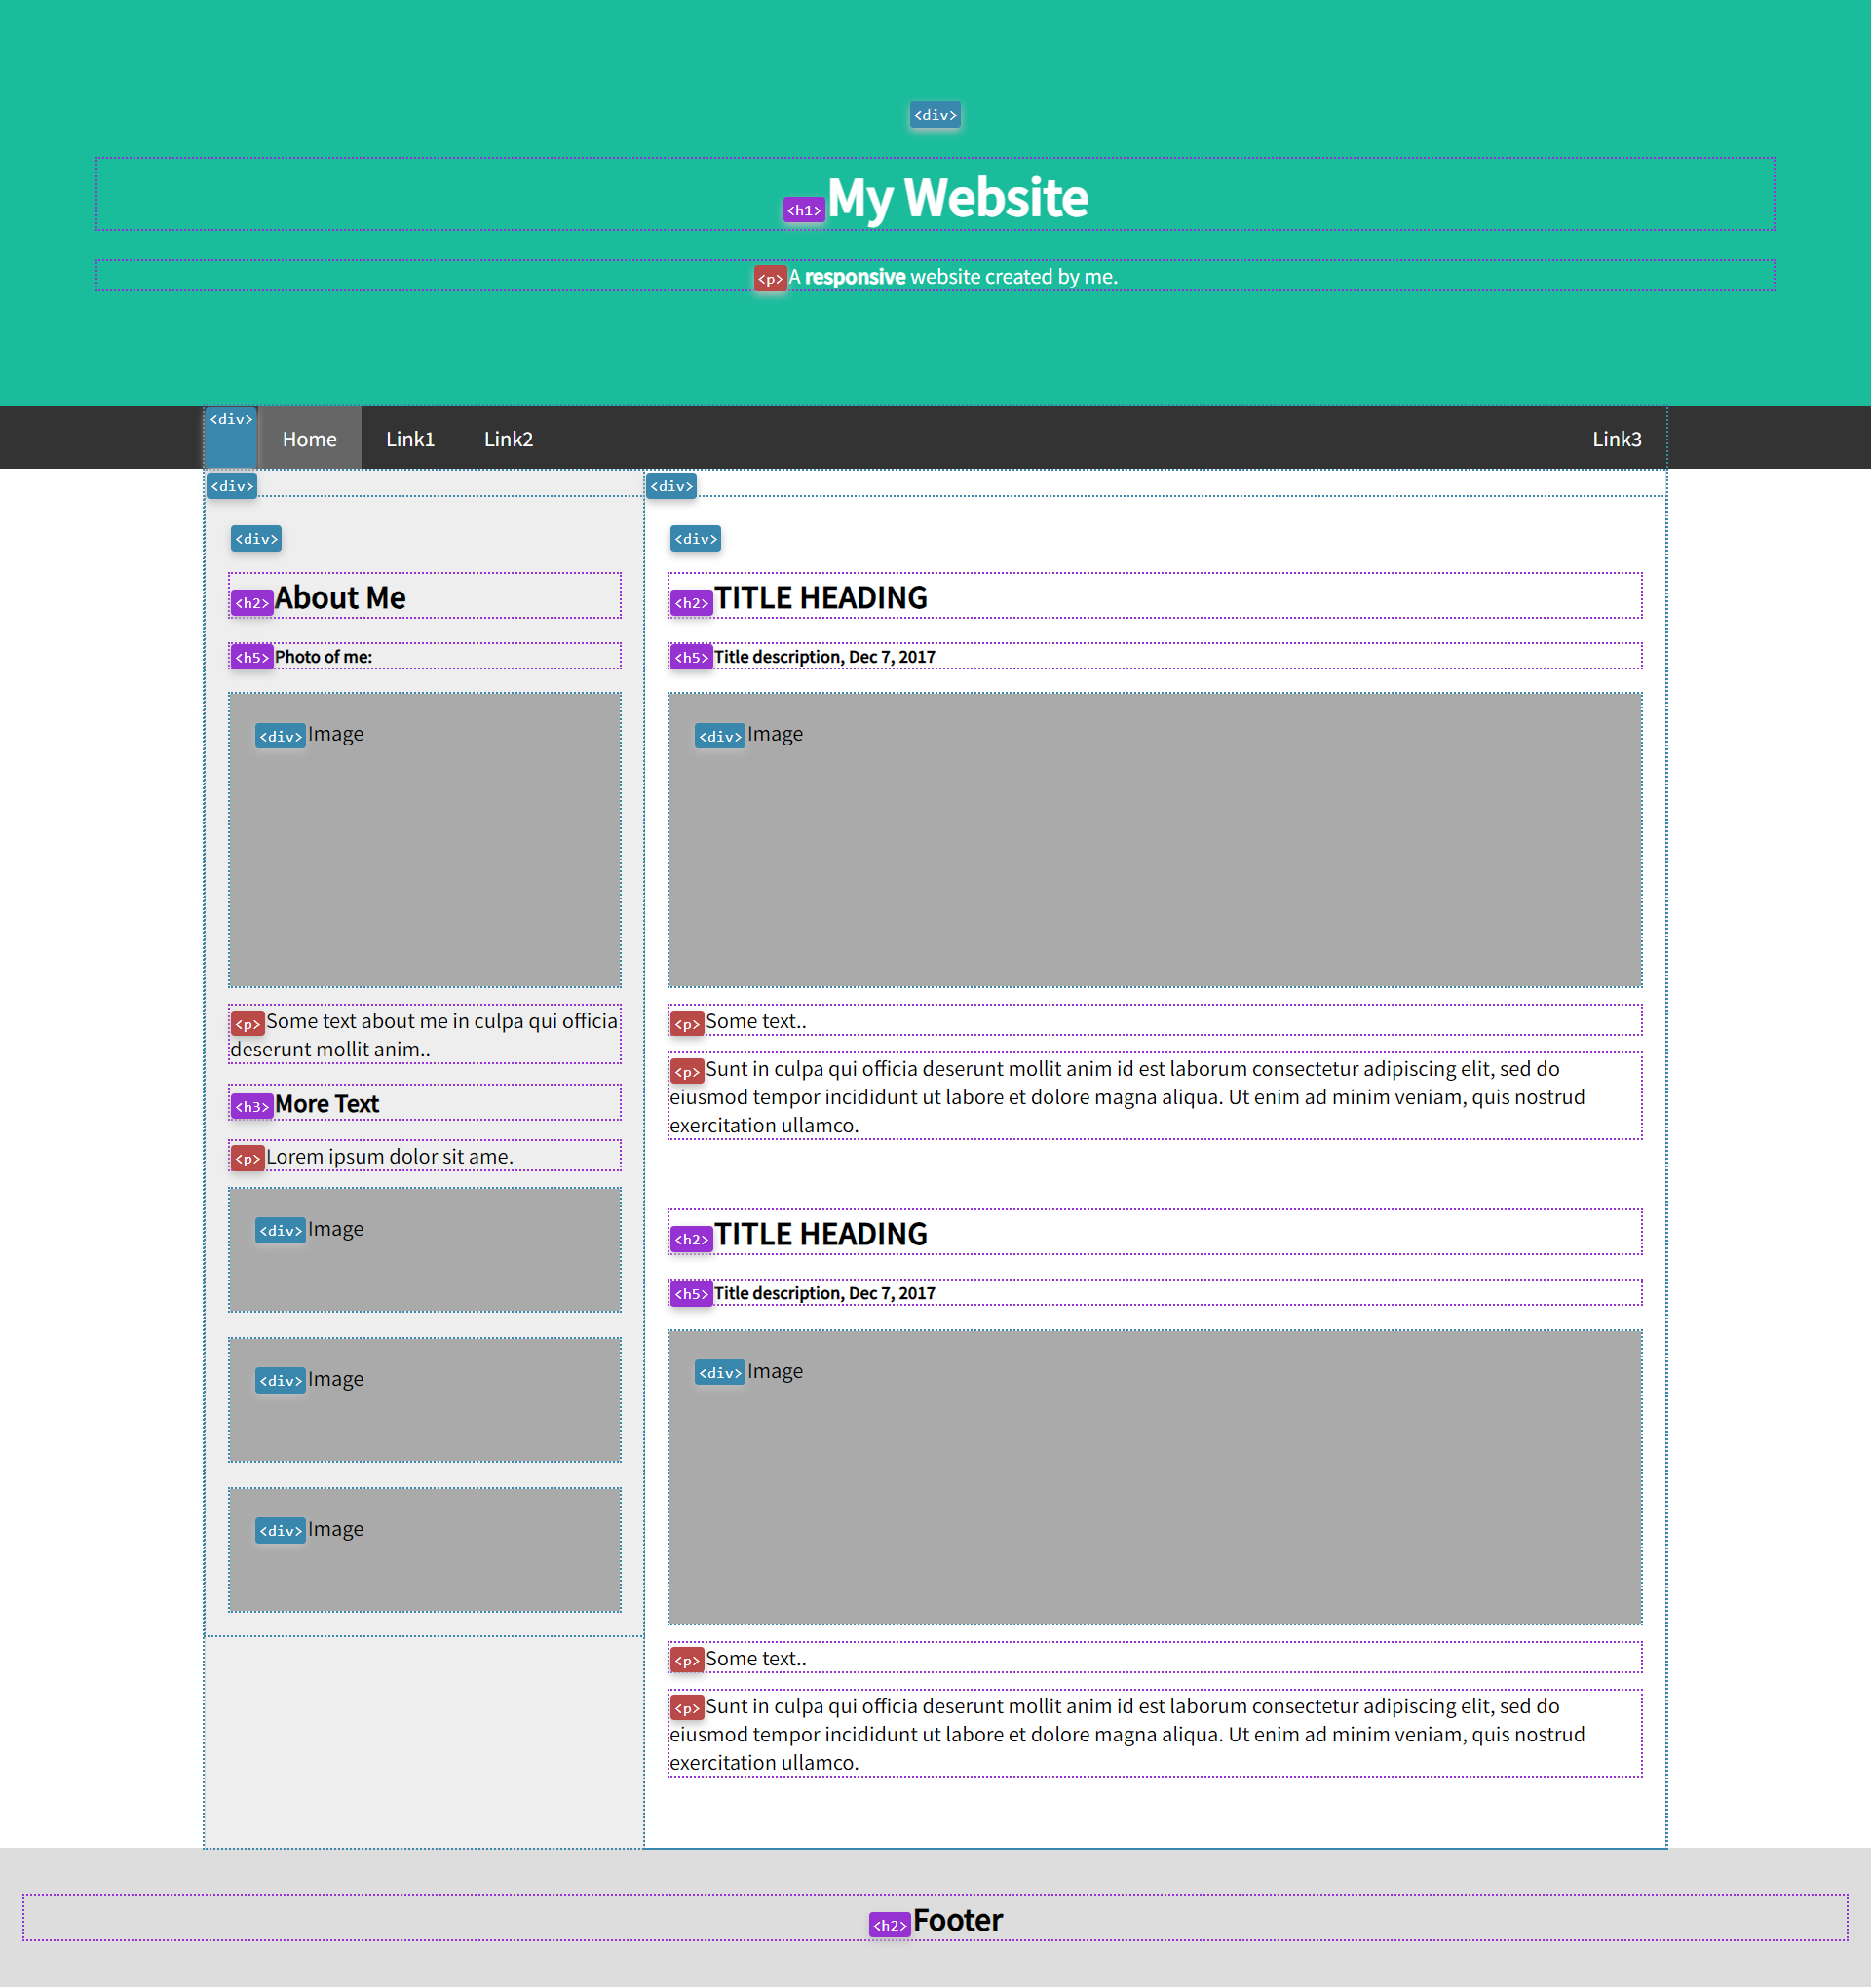 <div>
<h1> My Website
<p> A responsive website created by me.
<div> Home Link1 Link2 Link3
<div>
<div>
<h2> About Me
<h5> Photo of me:
<div> Image
<p> Some text about me in culpa qui officia
deserunt mollit anim..
<h3> More Text
<p> Lorem ipsum dolor sit ame.
<div> Image
<div> Image
<div> Image
<div>
<div>
<h2> TITLE HEADING
<h5> Title description, Dec 7, 2017
<div> Image
<p> Some text..
<p> Sunt in culpa qui officia deserunt mollit anim id est laborum consectetur adipiscing elit, sed do
eiusmod tempor incididunt ut labore et dolore magna aliqua. Ut enim ad minim veniam, quis nostrud
exercitation ullamco.
<h2> TITLE HEADING
<h5> Title description, Dec 7, 2017
<div> Image
<p> Some text..
<p> Sunt in culpa qui officia deserunt mollit anim id est laborum consectetur adipiscing elit, sed do
eiusmod tempor incididunt ut labore et dolore magna aliqua. Ut enim ad minim veniam, quis nostrud
exercitation ullamco.
<h2> Footer